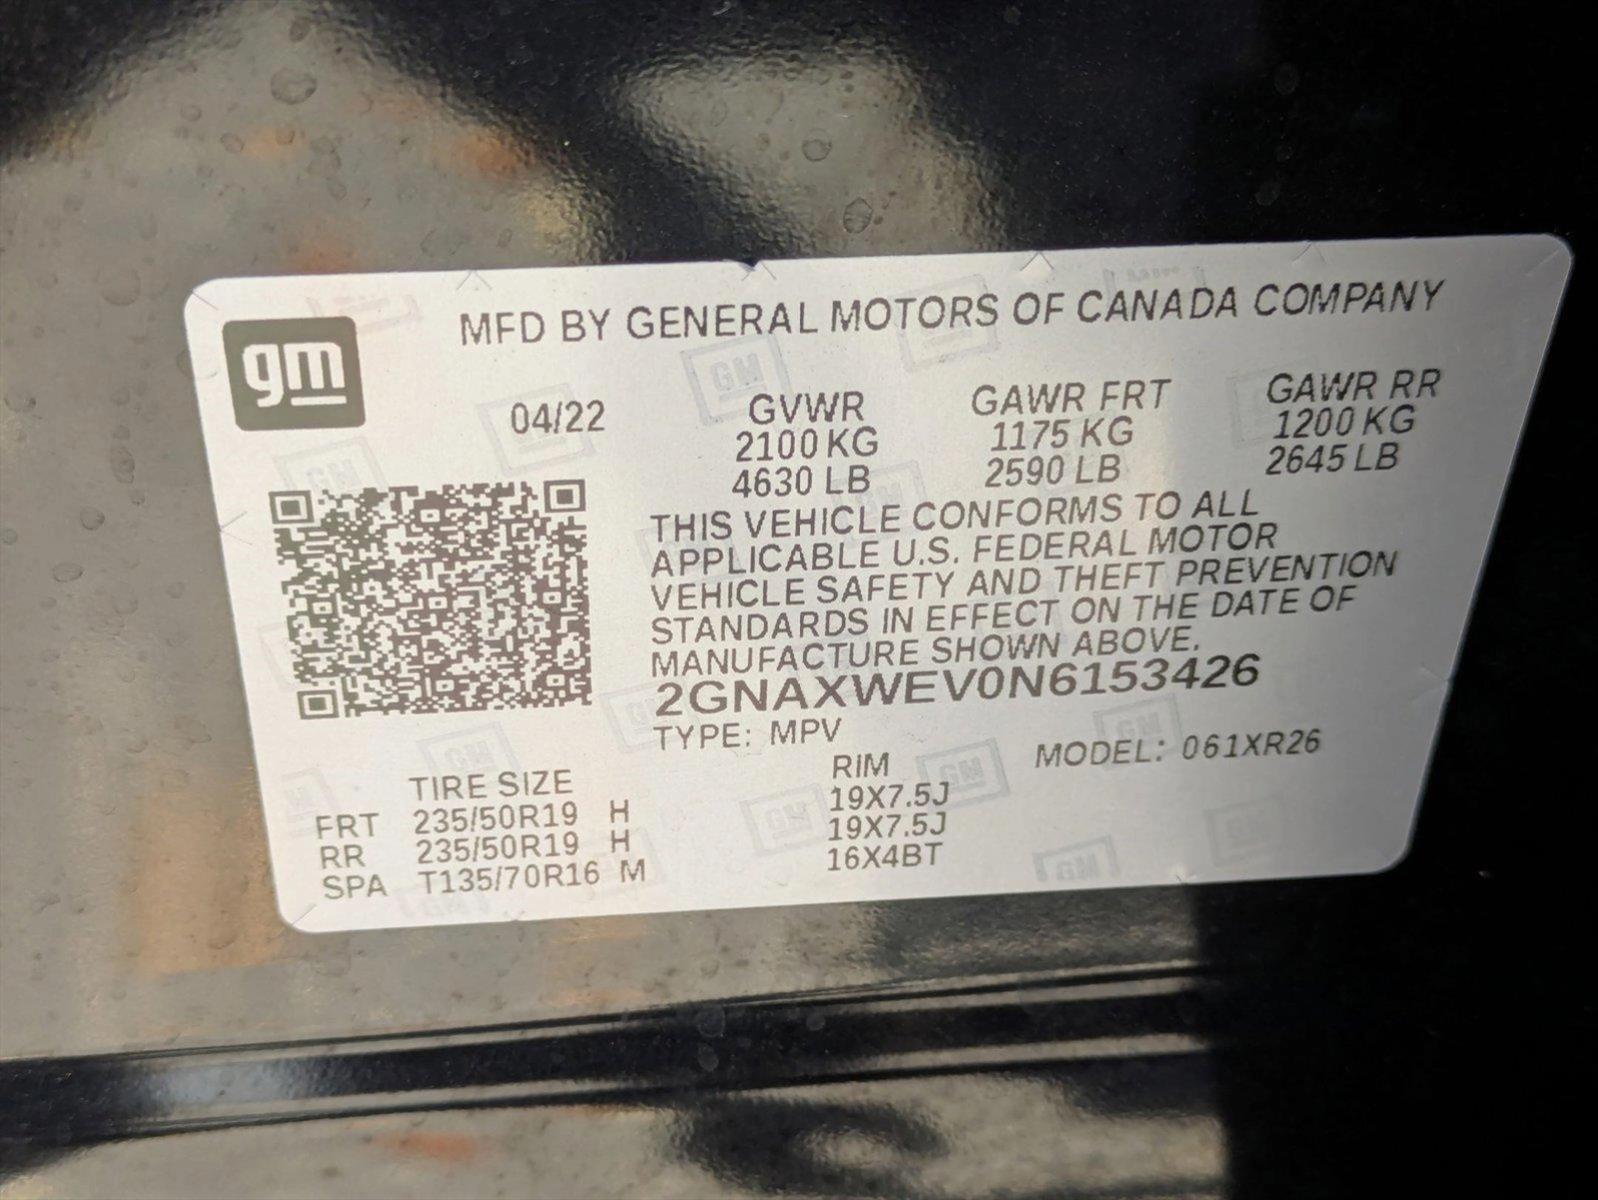 MFD BY GENERAL MOTORS OF CANADA COMPANY
gm
04/22 GVWR GAWR FRT GAWR RR
2100 KG 1175 KG 1200 KG
4630 LB 2590 LB 2645 LB
THIS VEHICLE CONFORMS TO ALL
APPLICABLE U.S. FEDERAL MOTOR
VEHICLE SAFETY AND THEFT PREVENTION
STANDARDS IN EFFECT ON THE DATE OF
MANUFACTURE SHOWN ABOVE.
2GNAXWEV0N6153426
TYPE: MPV MODEL: 061XR26
TIRE SIZE RIM
FRT 235/50R19 H 19X7.5J
RR 235/50R19 H 19X7.5J
SPA T135/70R16 M 16X4BT